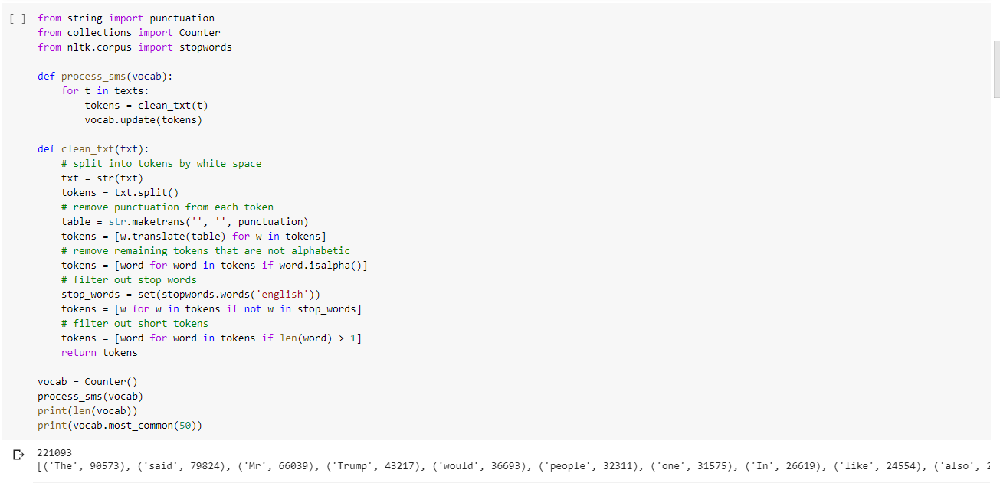 [ ] from string import punctuation
from collections import Counter
from nltk.corpus import stopwords
def process_sms(vocab):
    for t in texts:
        tokens = clean_txt(t)
        vocab.update(tokens)
def clean_txt(txt):
    # split into tokens by white space
    txt = str(txt)
    tokens = txt.split()
    # remove punctuation from each token
    table = str.maketrans('', '', punctuation)
    tokens = [w.translate(table) for w in tokens]
    # remove remaining tokens that are not alphabetic
    tokens = [word for word in tokens if word.isalpha()]
    # filter out stop words
    stop_words = set(stopwords.words('english'))
    tokens = [w for w in tokens if not w in stop_words]
    # filter out short tokens
    tokens = [word for word in tokens if len(word) > 1]
    return tokens
vocab = Counter()
process_sms(vocab)
print(len(vocab))
print(vocab.most_common(50))
221093
[('The', 90573), ('said', 79824), ('Mr', 66039), ('Trump', 43217), ('would', 36693), ('people', 32311), ('one', 31575), ('In', 26619), ('like', 24554), ('also',